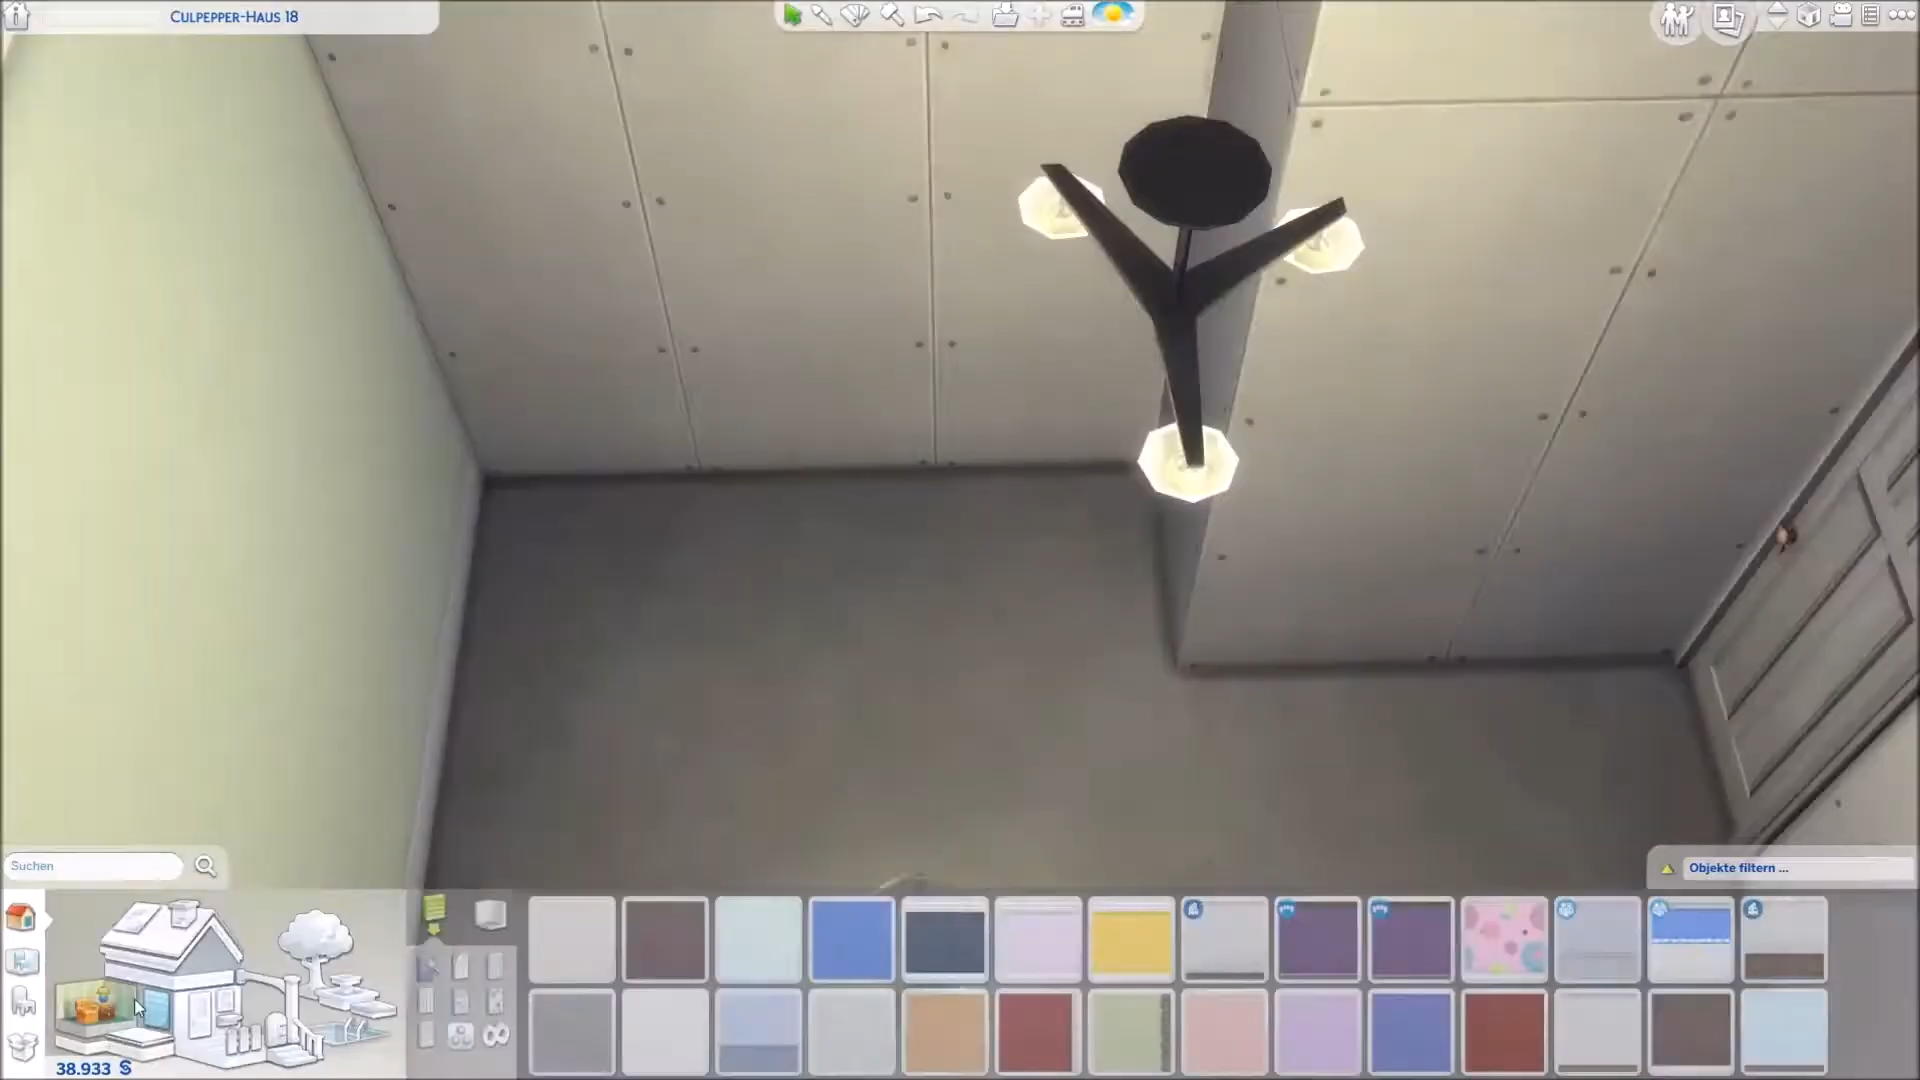 CULPEPPER-HAUS 18
Suchen
Objekte filtern ...
38.933 $